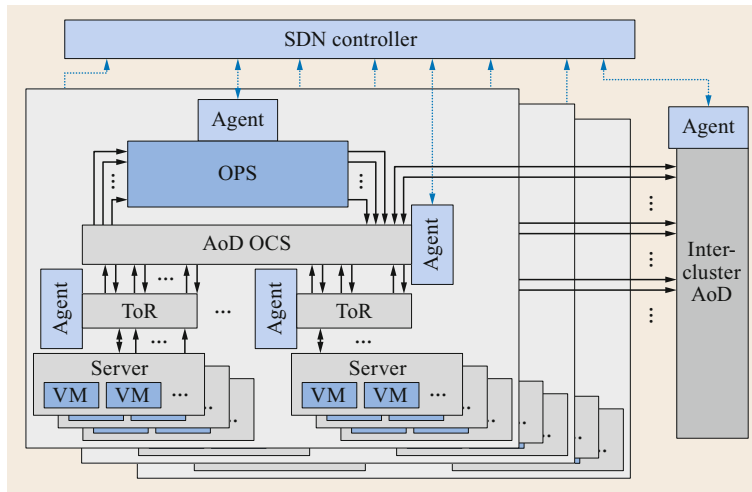 SDN controller
Agent
Agent
OPS
...
...
...
AoD OCS
Agent
Inter-
cluster
AoD
...
...
...
Agent
ToR
...
Agent
ToR
...
...
...
...
Server
VM VM ...
Server
VM VM ...